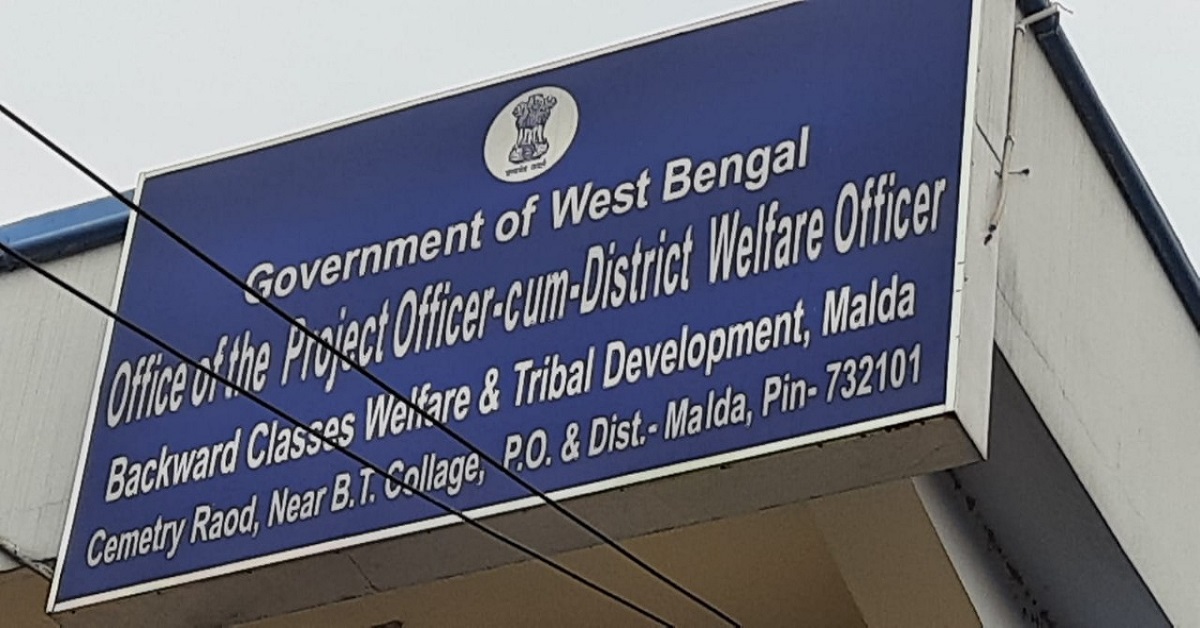 Government of West Bengal
Office of the Project Officer-cum-District Welfare Officer
Backward Classes Welfare & Tribal Development, Malda
Cemetry Raod, Near B.T. Collage, P.O. & Dist.- Malda, Pin- 732101